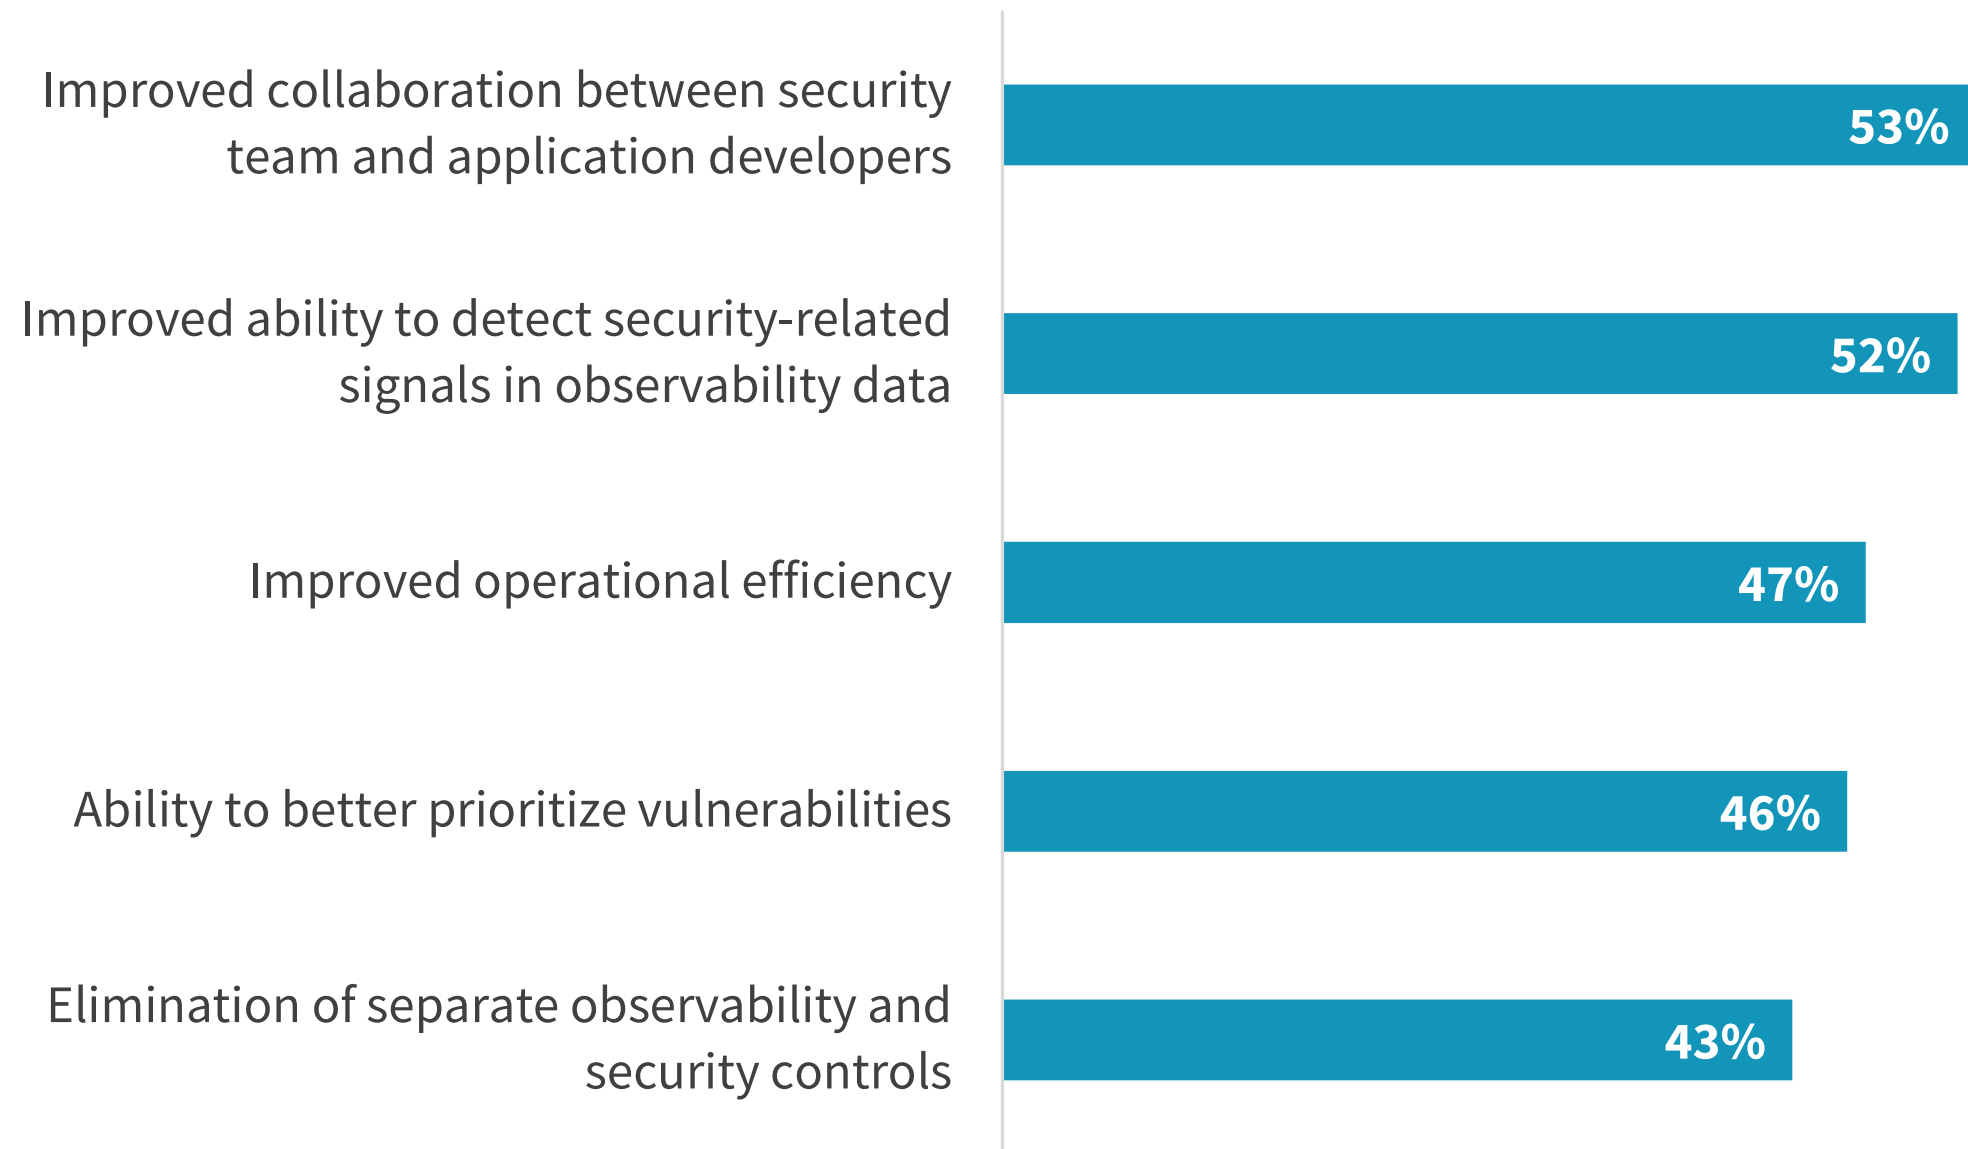 Improved collaboration between security
team and application developers
53%
Improved ability to detect security-related
signals in observability data
52%
Improved operational efficiency
47%
Ability to better prioritize vulnerabilities
46%
Elimination of separate observability and
security controls
43%